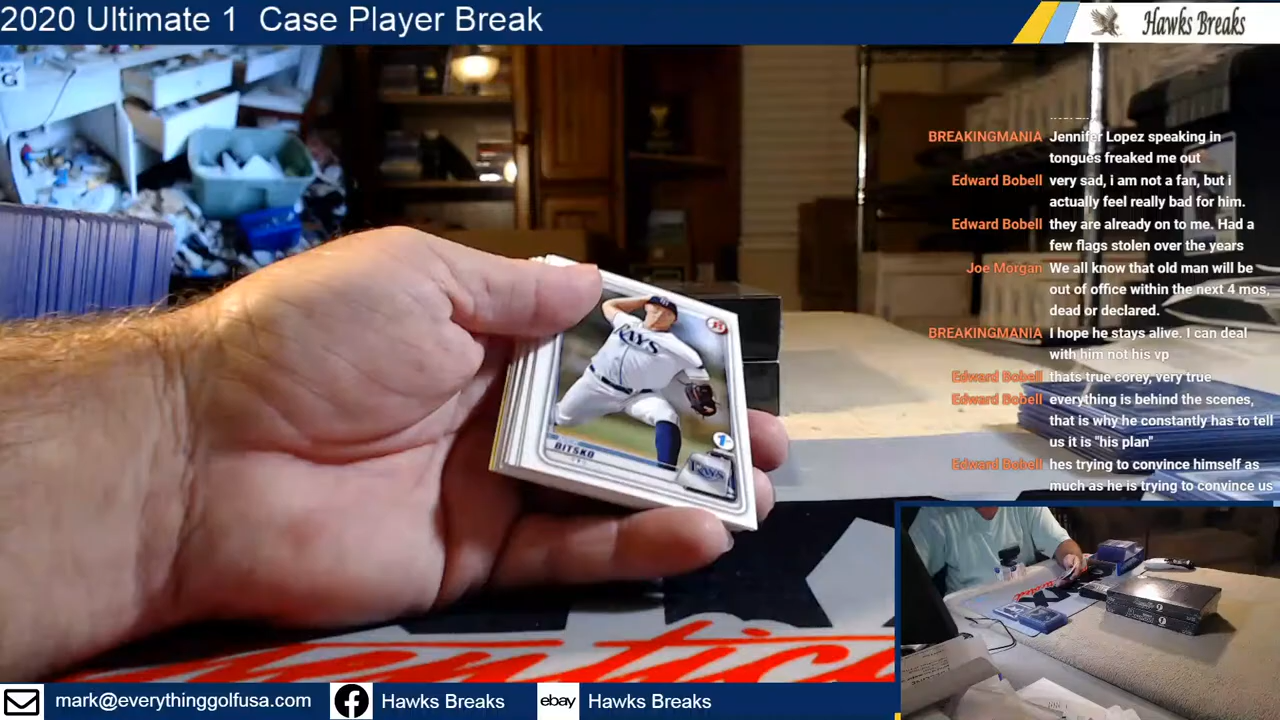 2020 Ultimate 1 Case Player Break
Hawks Breaks
BREAKINGMANIA Jennifer Lopez speaking in
tongues freaked me out
Edward Bobell very sad, i am not a fan, but i
actually feel really bad for him.
Edward Bobell they are already on to me. Had a
few flags stolen over the years
Joe Morgan We all know that old man will be
out of office within the next 4 mos,
dead or declared.
BREAKINGMANIA I hope he stays alive. I can deal
with him not his vp
Edward Bobell thats true corey, very true
Edward Bobell everything is behind the scenes,
that is why he constantly has to tell
us it is "his plan"
Edward Bobell hes trying to convince himself as
much as he is trying to convince us
G
RAYS
1st
BITSKO
RAYS
mark@everythinggolfusa.com
Hawks Breaks
ebay
Hawks Breaks